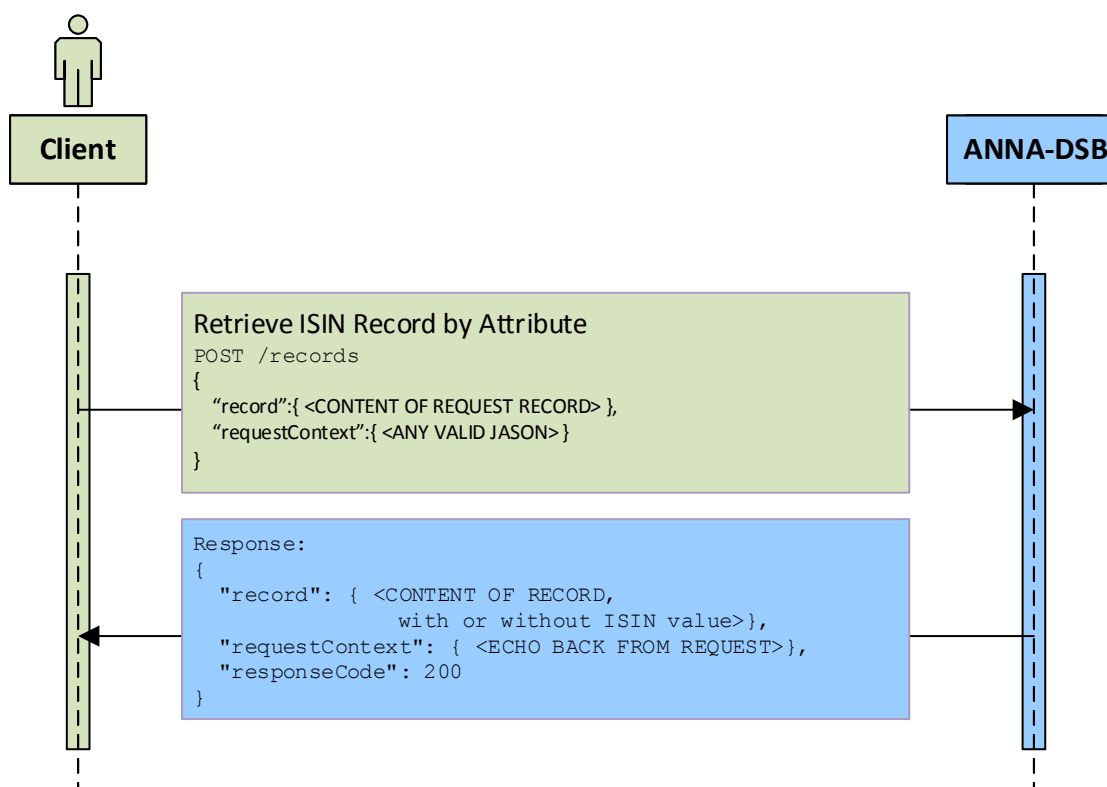 Client
ANNA-DSB
Retrieve ISIN Record by Attribute
POST /records
{
“record”:{ <CONTENT OF REQUEST RECORD> },
“requestContext”:{ <ANY VALID JASON> }
}
Response:
{
"record": { <CONTENT OF RECORD,
with or without ISIN value>},
"requestContext": { <ECHO BACK FROM REQUEST>},
"responseCode": 200
}